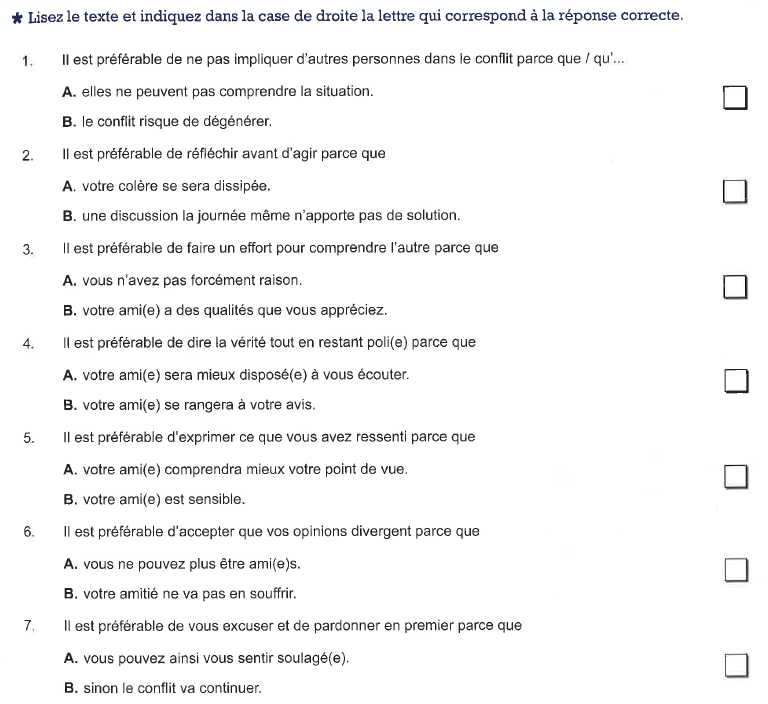 ★ Lisez le texte et indiquez dans la case de droite la lettre qui correspond à la réponse correcte.
1. Il est préférable de ne pas impliquer d'autres personnes dans le conflit parce que / qu'...
A. elles ne peuvent pas comprendre la situation.
B. le conflit risque de dégénérer.
2. Il est préférable de réfléchir avant d'agir parce que
A. votre colère se sera dissipée.
B. une discussion la journée même n'apporte pas de solution.
3. Il est préférable de faire un effort pour comprendre l'autre parce que
A. vous n'avez pas forcément raison.
B. votre ami(e) a des qualités que vous appréciez.
4. Il est préférable de dire la vérité tout en restant poli(e) parce que
A. votre ami(e) sera mieux disposé(e) à vous écouter.
B. votre ami(e) se rangera à votre avis.
5. Il est préférable d'exprimer ce que vous avez ressenti parce que
A. votre ami(e) comprendra mieux votre point de vue.
B. votre ami(e) est sensible.
6. Il est préférable d'accepter que vos opinions divergent parce que
A. vous ne pouvez plus être ami(e)s.
B. votre amitié ne va pas en souffrir.
7. Il est préférable de vous excuser et de pardonner en premier parce que
A. vous pouvez ainsi vous sentir soulagé(e).
B. sinon le conflit va continuer.